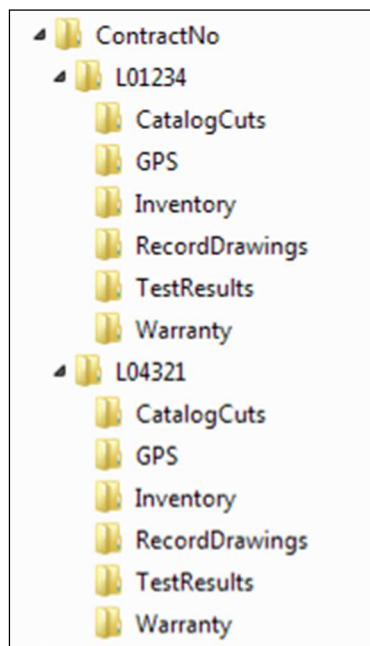 ContractNo
L01234
CatalogCuts
GPS
Inventory
RecordDrawings
TestResults
Warranty
L04321
CatalogCuts
GPS
Inventory
RecordDrawings
TestResults
Warranty